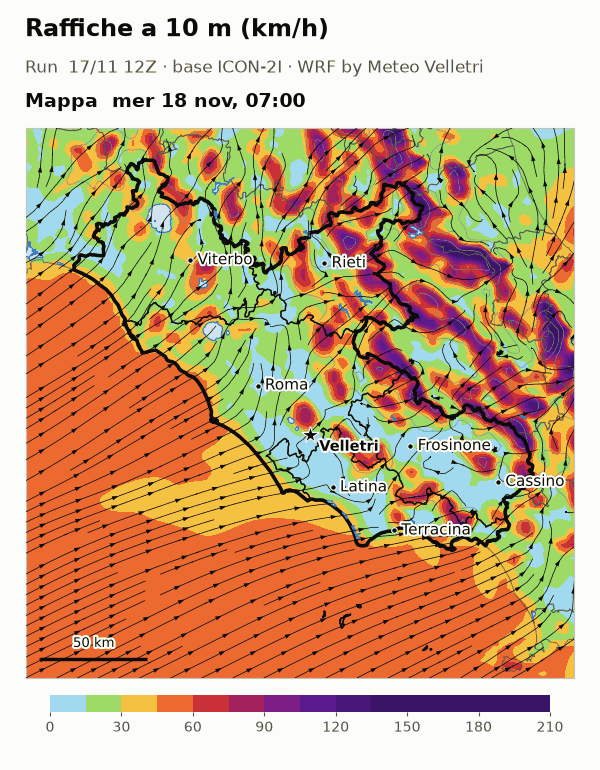 Raffiche a 10 m (km/h)
Run 17/11 12Z · base ICON-2I · WRF by Meteo Velletri
Mappa mer 18 nov, 07:00
Viterbo
Rieti
Roma
Velletri
Frosinone
Cassino
Latina
Terracina
50 km
0 30 60 90 120 150 180 210